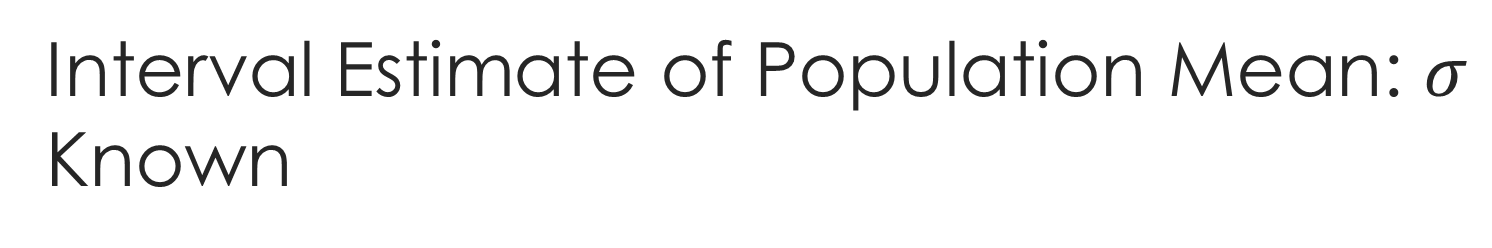 Interval Estimate of Population Mean: σ
Known